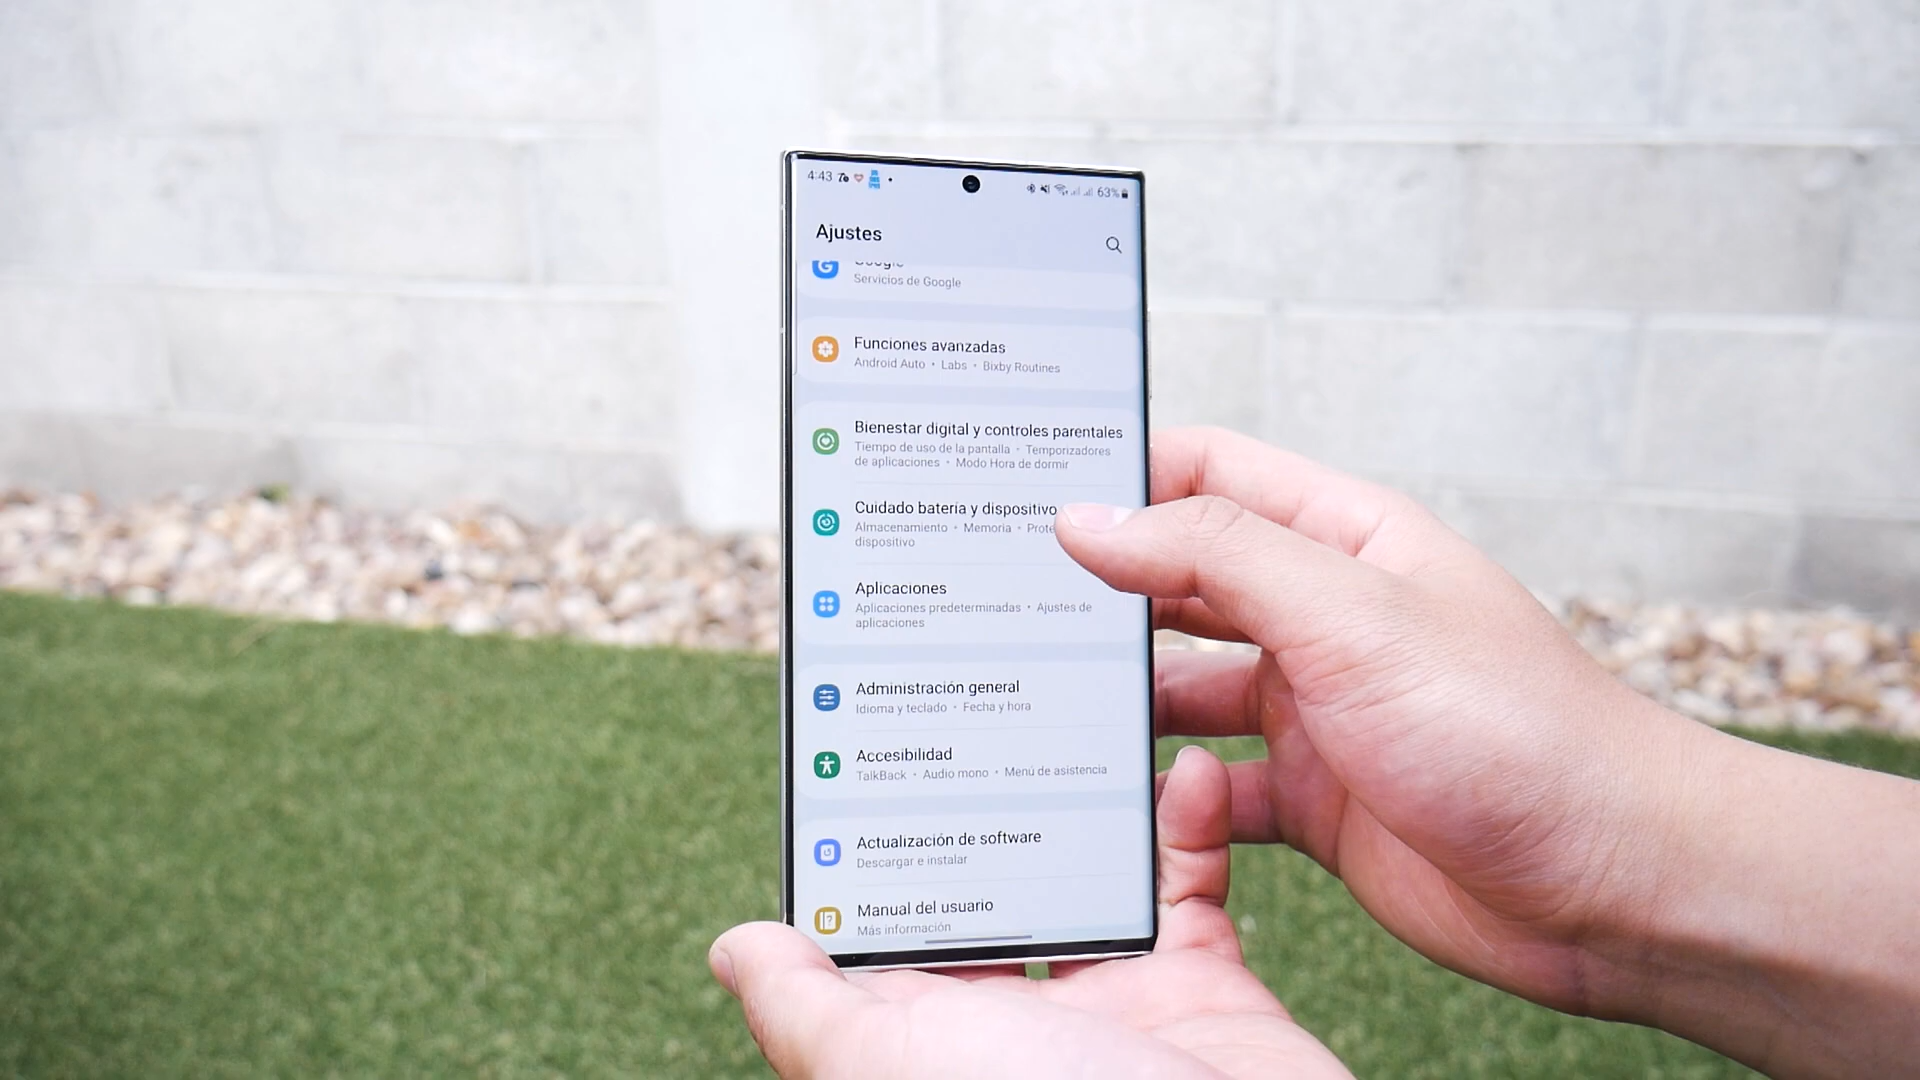 4:43
63%
Ajustes
Google
Servicios de Google
Funciones avanzadas
Android Auto • Labs • Bixby Routines
Bienestar digital y controles parentales
Tiempo de uso de la pantalla • Temporizadores
de aplicaciones • Modo Hora de dormir
Cuidado batería y dispositivo
Almacenamiento • Memoria • Prote
dispositivo
Aplicaciones
Aplicaciones predeterminadas • Ajustes de
aplicaciones
Administración general
Idioma y teclado • Fecha y hora
Accesibilidad
TalkBack • Audio mono • Menú de asistencia
Actualización de software
Descargar e instalar
Manual del usuario
Más información